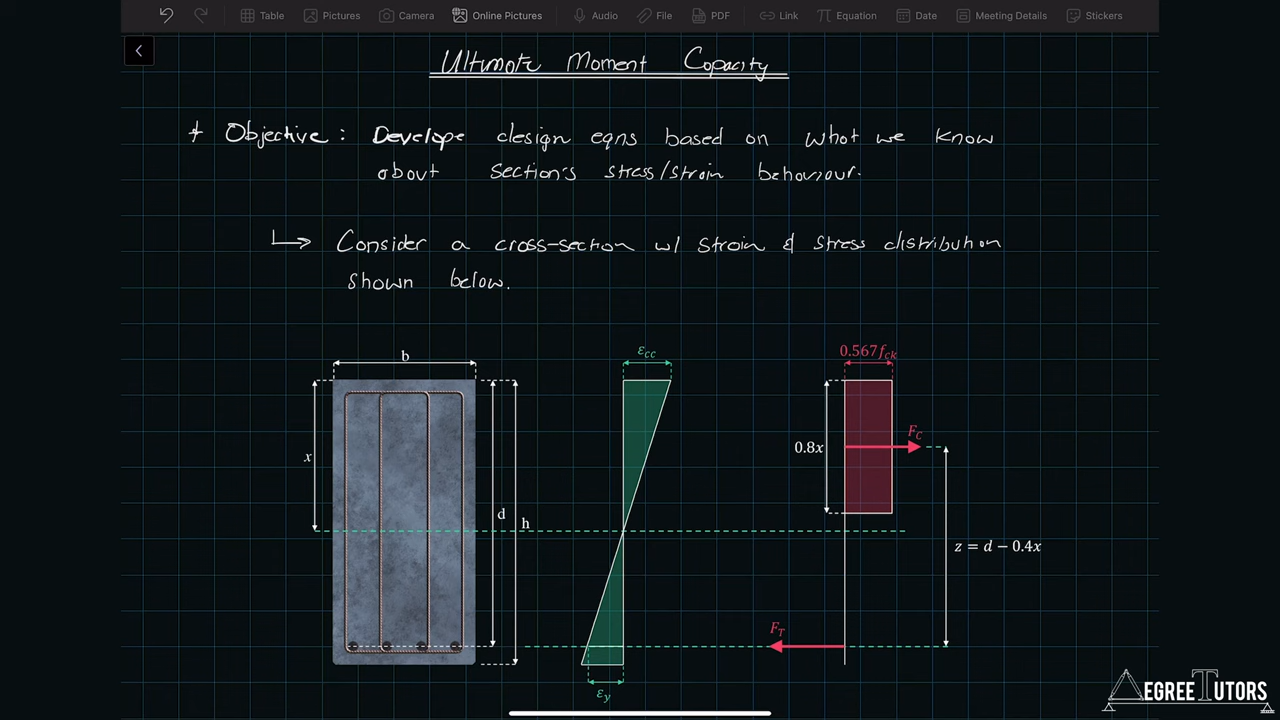 Table Pictures Camera Online Pictures Audio File PDF Link Equation Date Meeting Details Stickers
Ultimate Moment Capacity
+ Objective: Develope design eqns based on what we know
about section's stress/strain behaviour.
↳ Consider a cross-section w/ strain & stress distribution
shown below.
b
x
d
h
εcc
εy
0.567fck
0.8x
FC
z = d − 0.4x
FT
DEGREE TUTORS